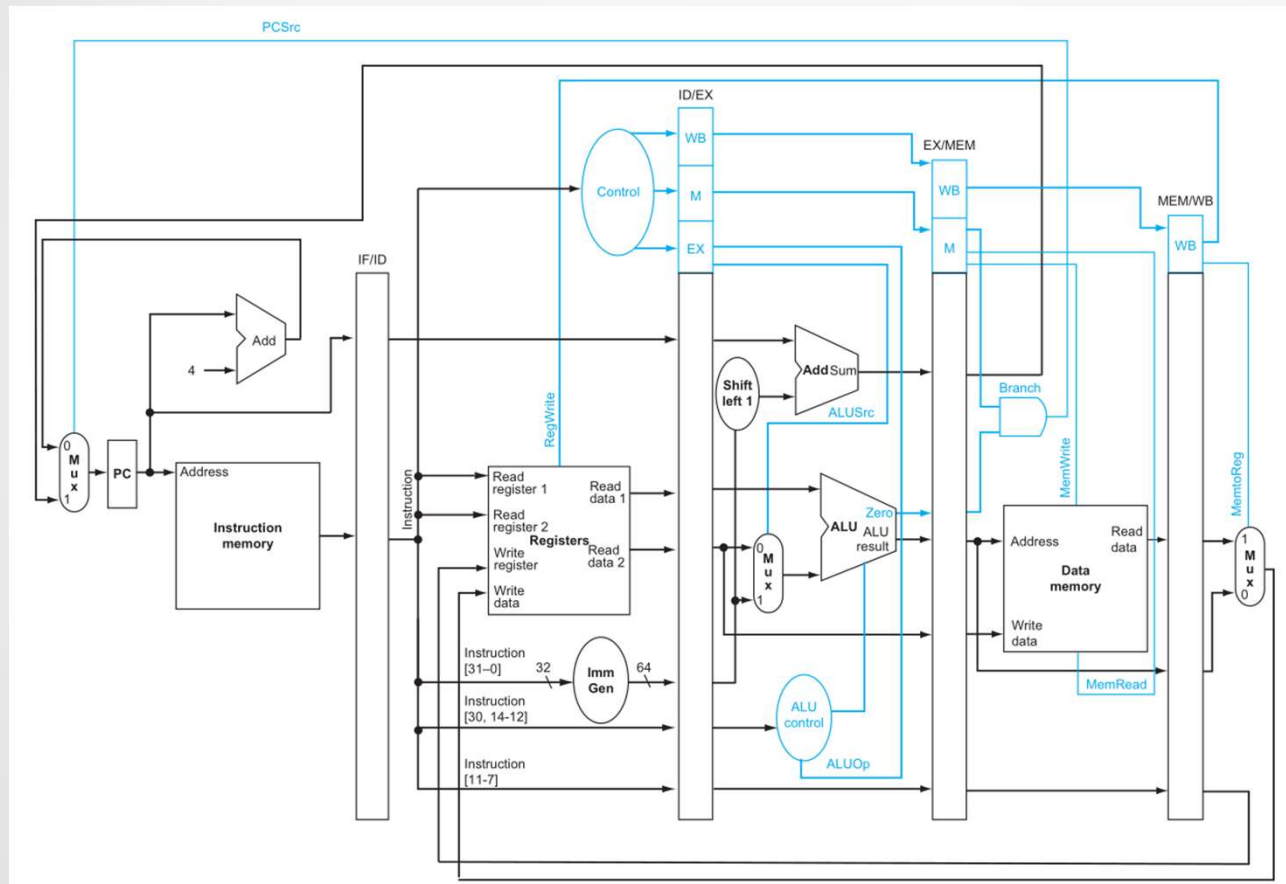 PCSrc
ID/EX
WB
Control
M
EX
EX/MEM
WB
M
MEM/WB
WB
IF/ID
Add
4
0
M
u
x
1
PC
Address
Instruction
memory
Instruction
RegWrite
Read
register 1
Read
register 2
Registers
Write
register
Write
data
Read
data 1
Read
data 2
Instruction
[31–0]
32
Imm
Gen
64
Instruction
[30, 14-12]
Instruction
[11-7]
Shift
left 1
Add Sum
ALUSrc
0
M
u
x
1
ALU
Zero
ALU
result
ALU
control
ALUOp
Branch
MemWrite
Address
Read
data
Data
memory
Write
data
MemRead
MemtoReg
1
M
u
x
0